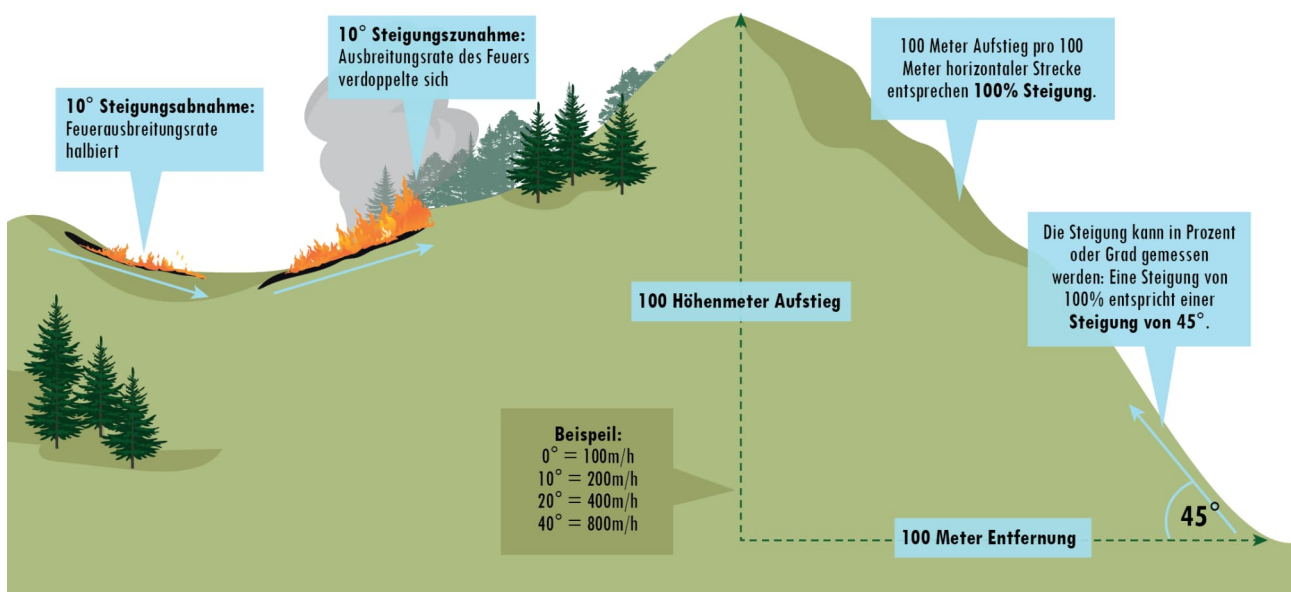 10° Steigungsabnahme:
Feuerausbreitungsrate
halbiert
10° Steigungszunahme:
Ausbreitungsrate des Feuers
verdoppelte sich
100 Meter Aufstieg pro 100
Meter horizontaler Strecke
entsprechen 100% Steigung.
Die Steigung kann in Prozent
oder Grad gemessen
werden: Eine Steigung von
100% entspricht einer
Steigung von 45°.
100 Höhenmeter Aufstieg
Beispeil:
0° = 100m/h
10° = 200m/h
20° = 400m/h
40° = 800m/h
45°
100 Meter Entfernung